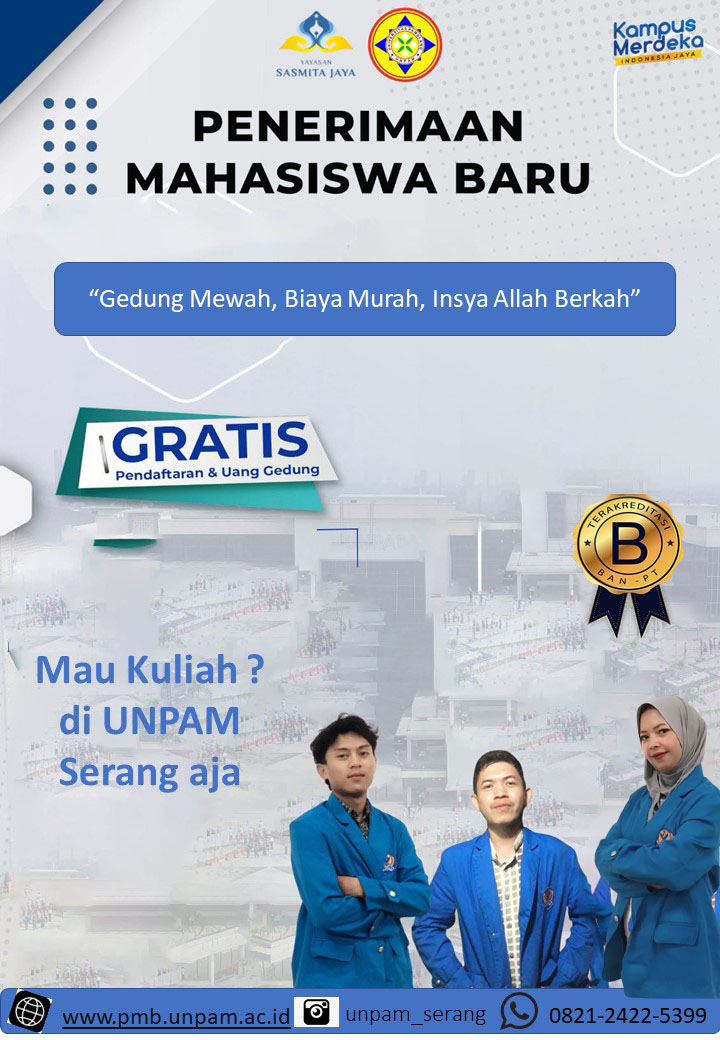 YAYASAN
SASMITA JAYA
Kampus
Merdeka
INDONESIA JAYA
PENERIMAAN
MAHASISWA BARU
“Gedung Mewah, Biaya Murah, Insya Allah Berkah”
GRATIS
Pendaftaran & Uang Gedung
TERAKREDITASI
B
BAN-PT
Mau Kuliah ?
di UNPAM
Serang aja
www.pmb.unpam.ac.id
unpam_serang
0821-2422-5399